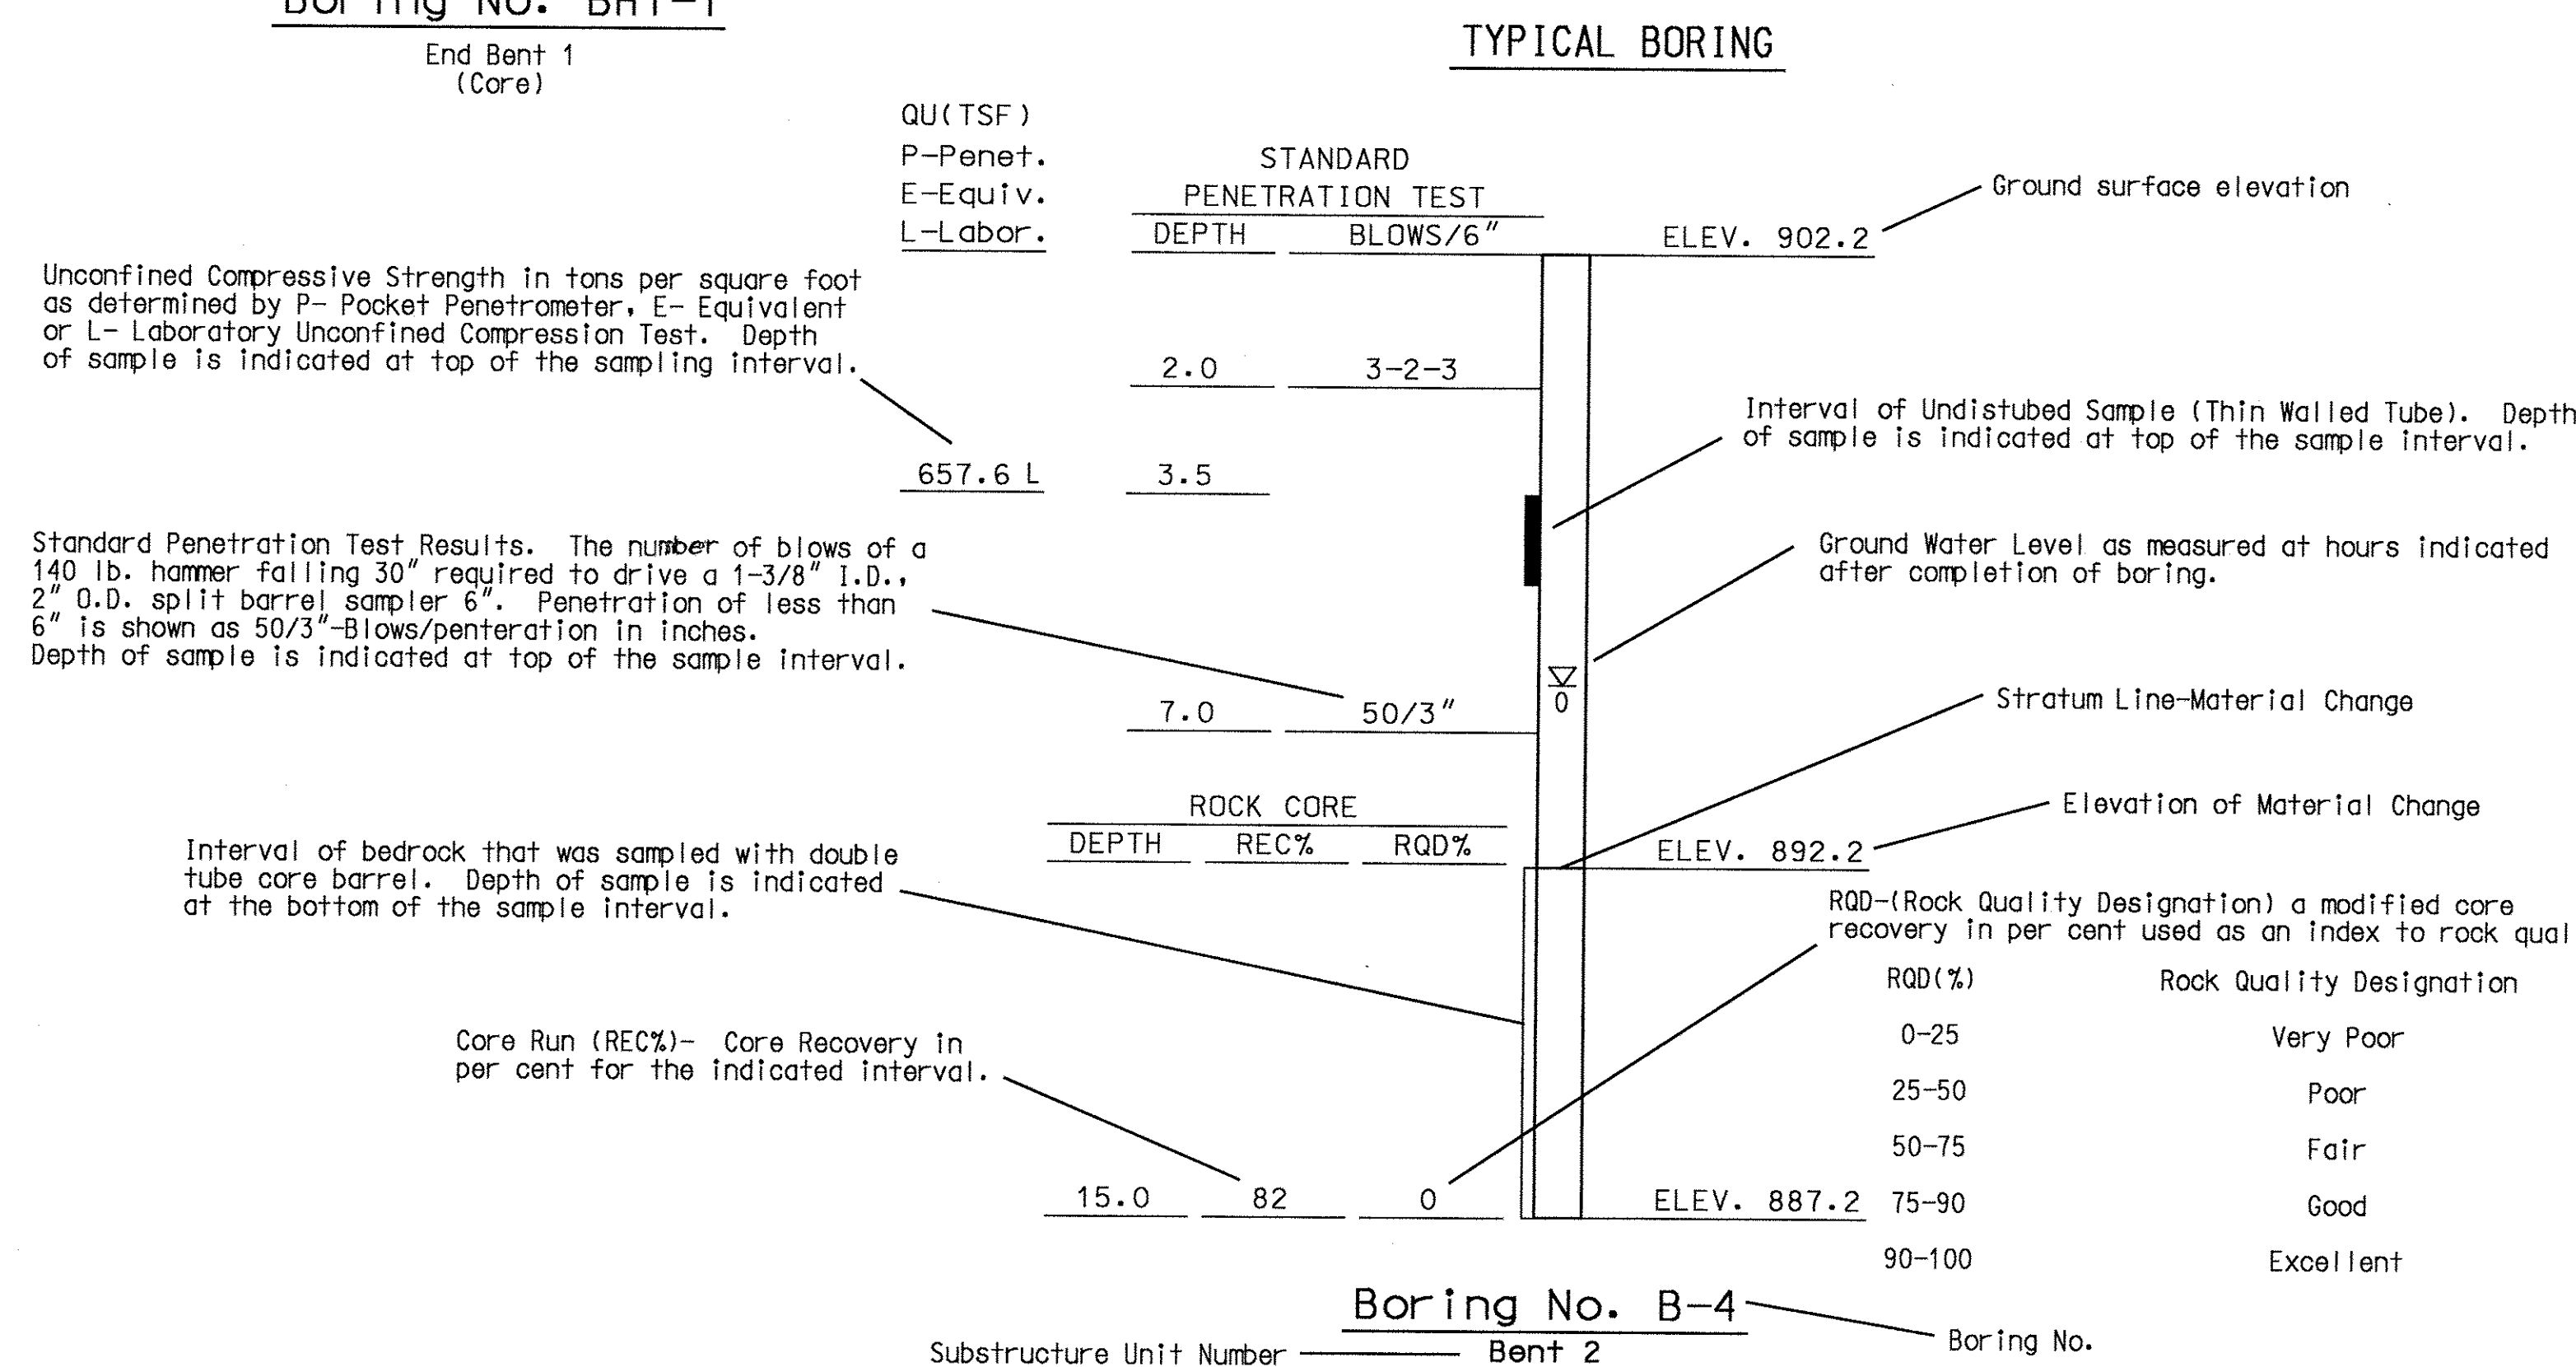 Boring No. BH1-1
End Bent 1
(Core)
TYPICAL BORING
QU(TSF)
P-Penet.
E-Equiv.
L-Labor.
STANDARD
PENETRATION TEST
DEPTH BLOWS/6"
ELEV. 902.2
Ground surface elevation
Unconfined Compressive Strength in tons per square foot
as determined by P- Pocket Penetrometer, E- Equivalent
or L- Laboratory Unconfined Compression Test. Depth
of sample is indicated at top of the sampling interval.
2.0 3-2-3
Interval of Undistubed Sample (Thin Walled Tube). Depth
of sample is indicated at top of the sample interval.
657.6 L 3.5
Standard Penetration Test Results. The number of blows of a
140 lb. hammer falling 30" required to drive a 1-3/8" I.D.,
2" O.D. split barrel sampler 6". Penetration of less than
6" is shown as 50/3"-Blows/penteration in inches.
Depth of sample is indicated at top of the sample interval.
Ground Water Level as measured at hours indicated
after completion of boring.
0
7.0 50/3"
Stratum Line-Material Change
ROCK CORE
DEPTH REC% RQD%
ELEV. 892.2
Elevation of Material Change
Interval of bedrock that was sampled with double
tube core barrel. Depth of sample is indicated
at the bottom of the sample interval.
RQD-(Rock Quality Designation) a modified core
recovery in per cent used as an index to rock qual
RQD(%) Rock Quality Designation
0-25 Very Poor
25-50 Poor
50-75 Fair
75-90 Good
90-100 Excellent
Core Run (REC%)- Core Recovery in
per cent for the indicated interval.
15.0 82 0
ELEV. 887.2
Boring No. B-4
Boring No.
Substructure Unit Number
Bent 2